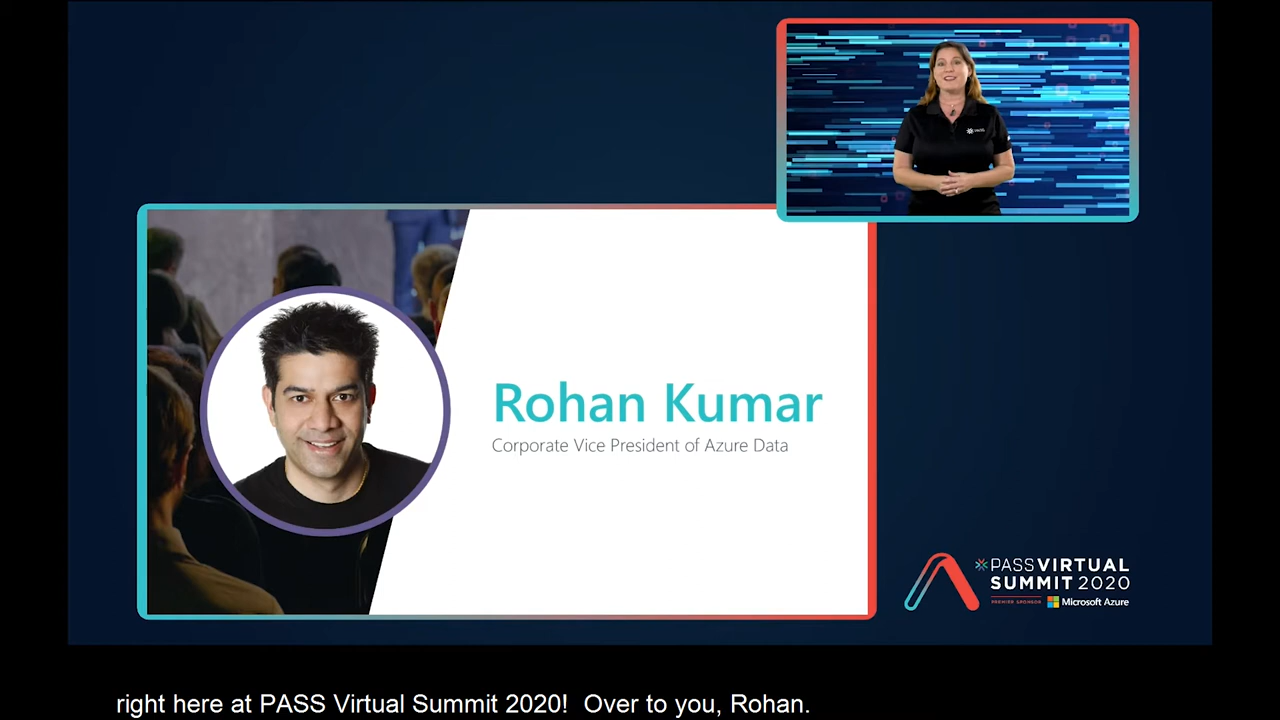 Rohan Kumar
Corporate Vice President of Azure Data
PASS VIRTUAL
SUMMIT 2020
PREMIER SPONSOR Microsoft Azure
right here at PASS Virtual Summit 2020!  Over to you, Rohan.